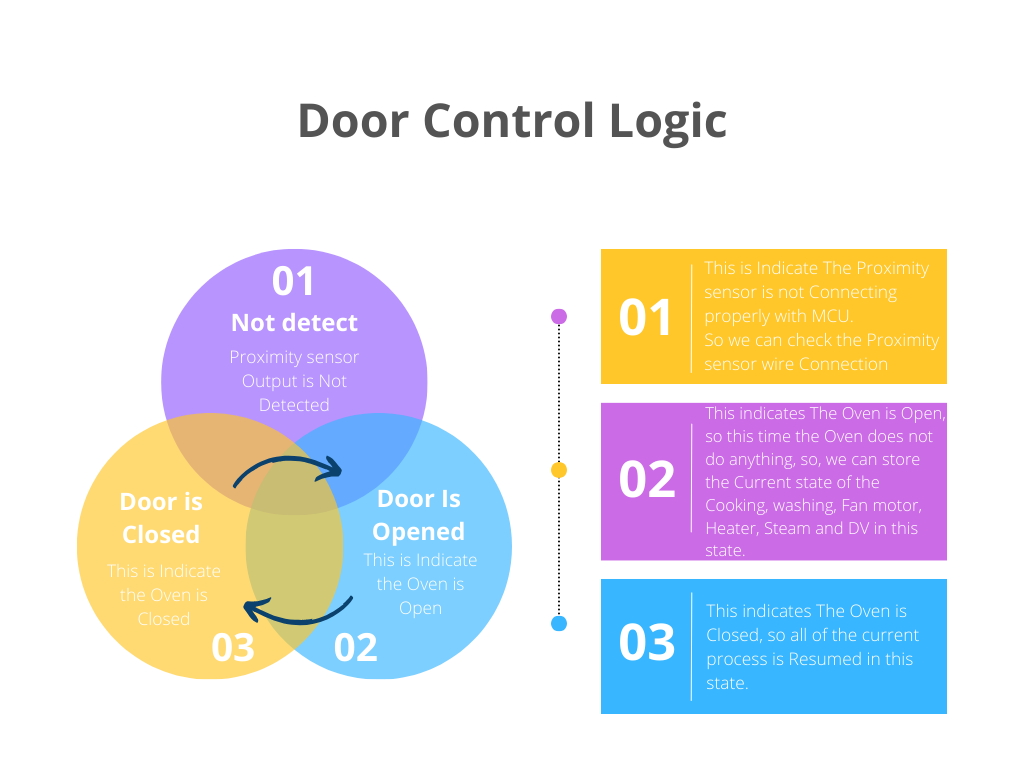 Door Control Logic
01
Not detect
Proximity sensor
Output is Not
Detected
Door is
Closed
This is Indicate
the Oven is
Closed
03
Door Is
Opened
This is Indicate
the Oven is
Open
02
01
This is Indicate The Proximity
sensor is not Connecting
properly with MCU.
So we can check the Proximity
sensor wire Connection
02
This indicates The Oven is Open,
so this time the Oven does not
do anything, so, we can store
the Current state of the
Cooking, washing, Fan motor,
Heater, Steam and DV in this
state.
03
This indicates The Oven is
Closed, so all of the current
process is Resumed in this
state.